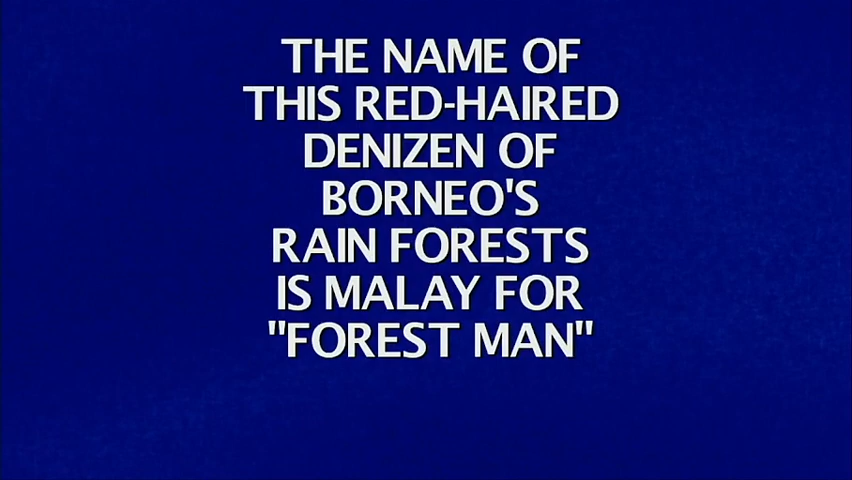 THE NAME OF
THIS RED-HAIRED
DENIZEN OF
BORNEO'S
RAIN FORESTS
IS MALAY FOR
"FOREST MAN"